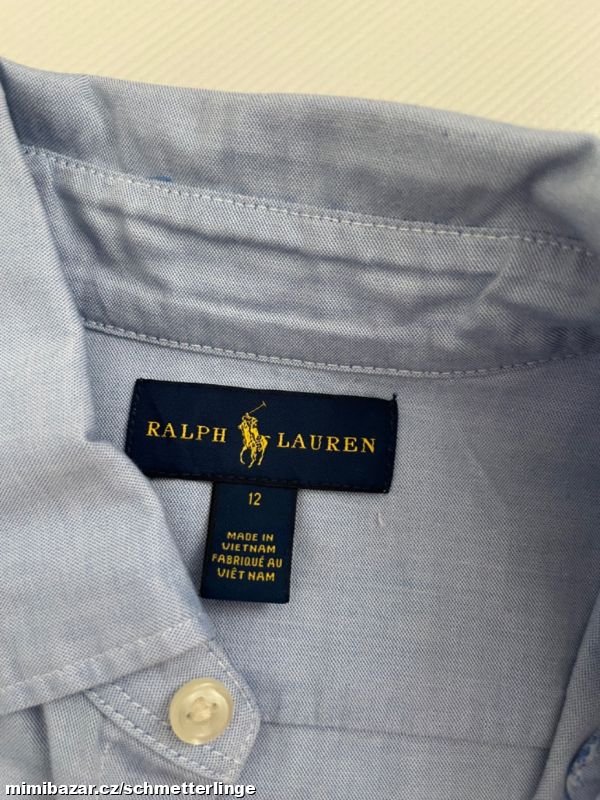 RALPH LAUREN
12
MADE IN
VIETNAM
FABRIQUÉ AU
VIÊT NAM
mimibazar.cz/schmetterlinge